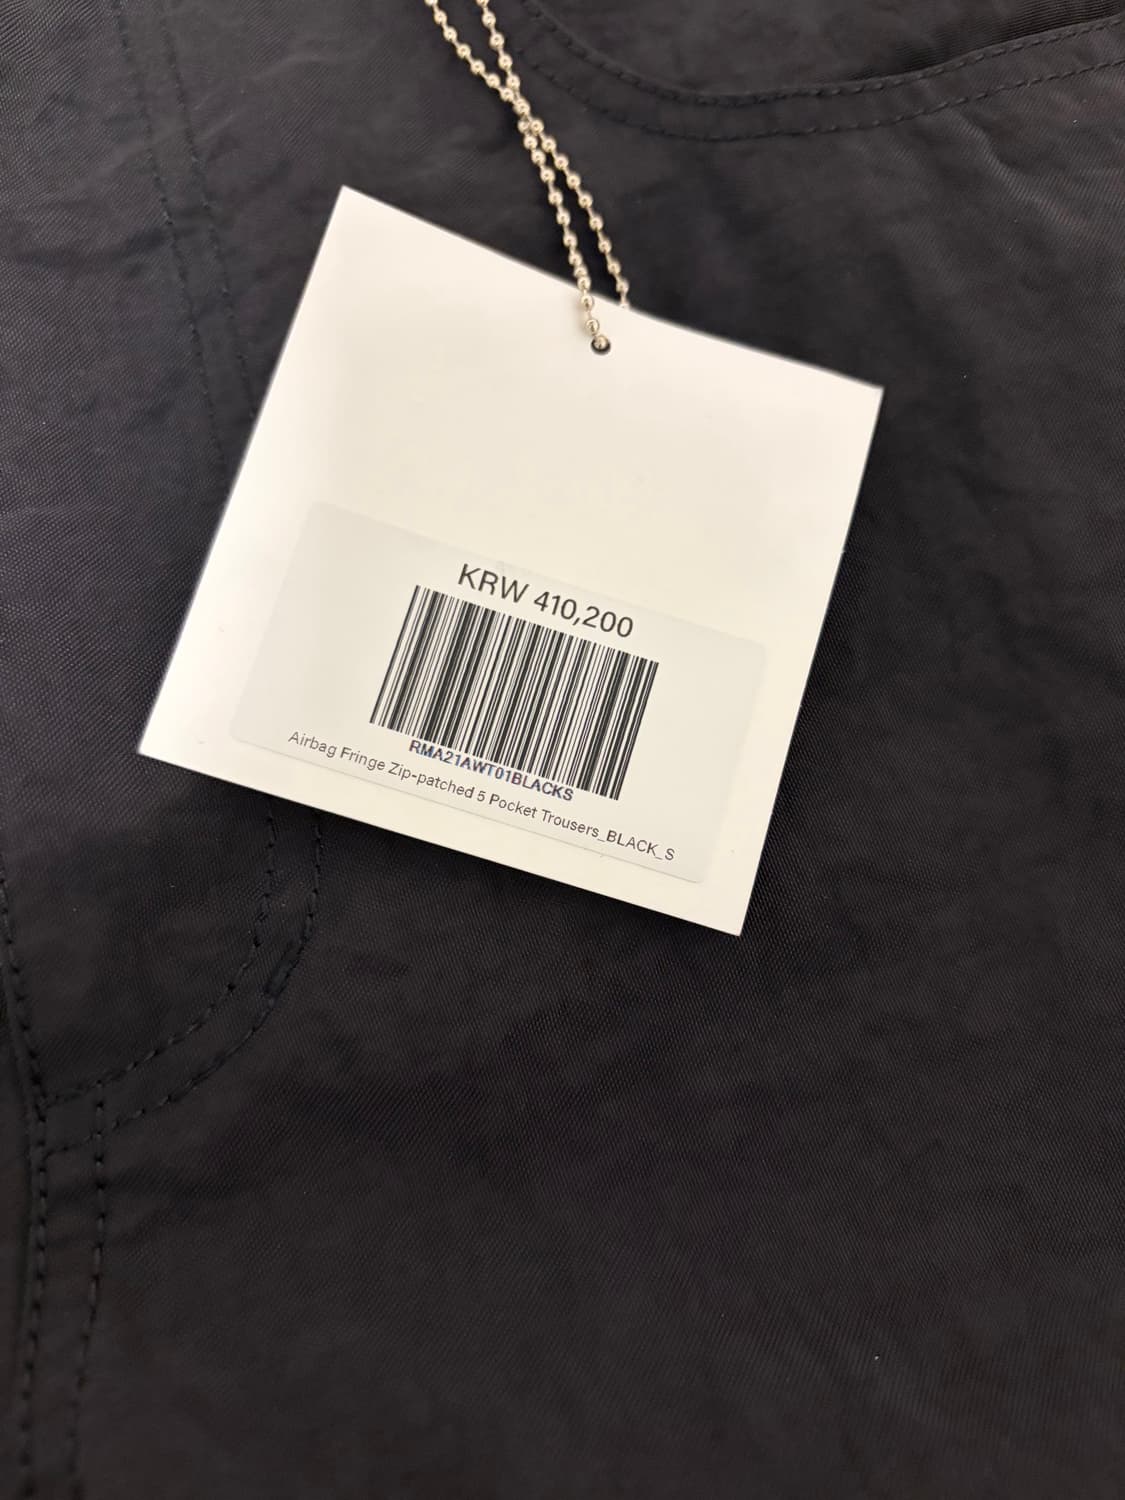 KRW 410,200
RMA21AWT01BLACKS
Airbag Fringe Zip-patched 5 Pocket Trousers_BLACK_S